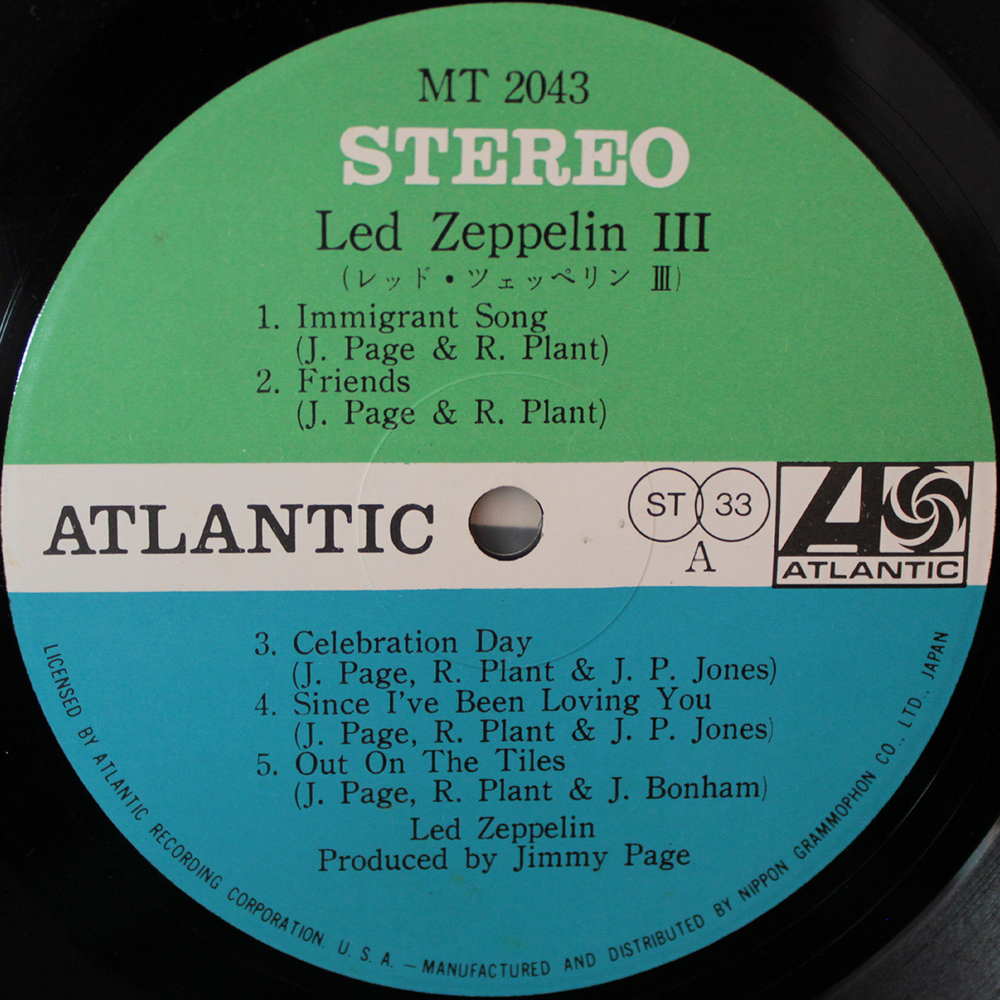 MT 2043
STEREO
Led Zeppelin III
(レッド・ツェッペリン Ⅲ)
1. Immigrant Song
(J. Page & R. Plant)
2. Friends
(J. Page & R. Plant)
ATLANTIC
ST 33
A
ATLANTIC
3. Celebration Day
(J. Page, R. Plant & J. P. Jones)
4. Since I've Been Loving You
(J. Page, R. Plant & J. P. Jones)
5. Out On The Tiles
(J. Page, R. Plant & J. Bonham)
Led Zeppelin
Produced by Jimmy Page
LICENSED BY ATLANTIC RECORDING CORPORATION. U. S. A. — MANUFACTURED AND DISTRIBUTED BY NIPPON GRAMMOPHON CO., LTD., JAPAN